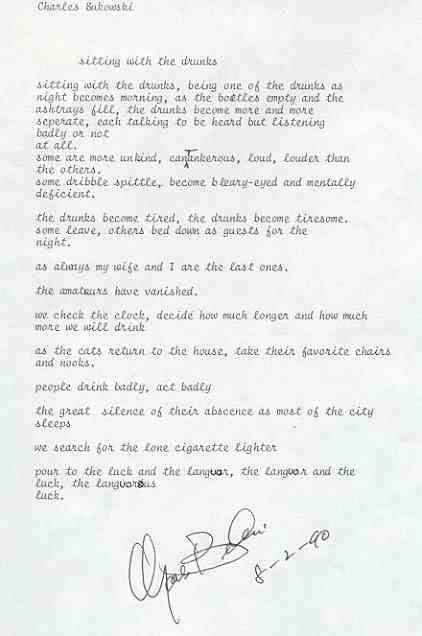 Charles Bukowski
sitting with the drunks
sitting with the drunks, being one of the drunks as
night becomes morning, as the bottles empty and the
ashtrays fill, the drunks become more and more
seperate, each talking to be heard but listening
badly or not
at all.
some are more unkind, cantankerous, loud, louder than
the others.
some dribble spittle, become bleary-eyed and mentally
deficient.
the drunks become tired, the drunks become tiresome.
some leave, others bed down as guests for the
night.
as always my wife and I are the last ones.
the amateurs have vanished.
we check the clock, decide how much longer and how much
more we will drink
as the cats return to the house, take their favorite chairs
and nooks.
people drink badly, act badly
the great silence of their abscence as most of the city
sleeps
we search for the lone cigarette lighter
pour to the luck and the languor, the languor and the
luck, the languorous
luck.
8-2-90